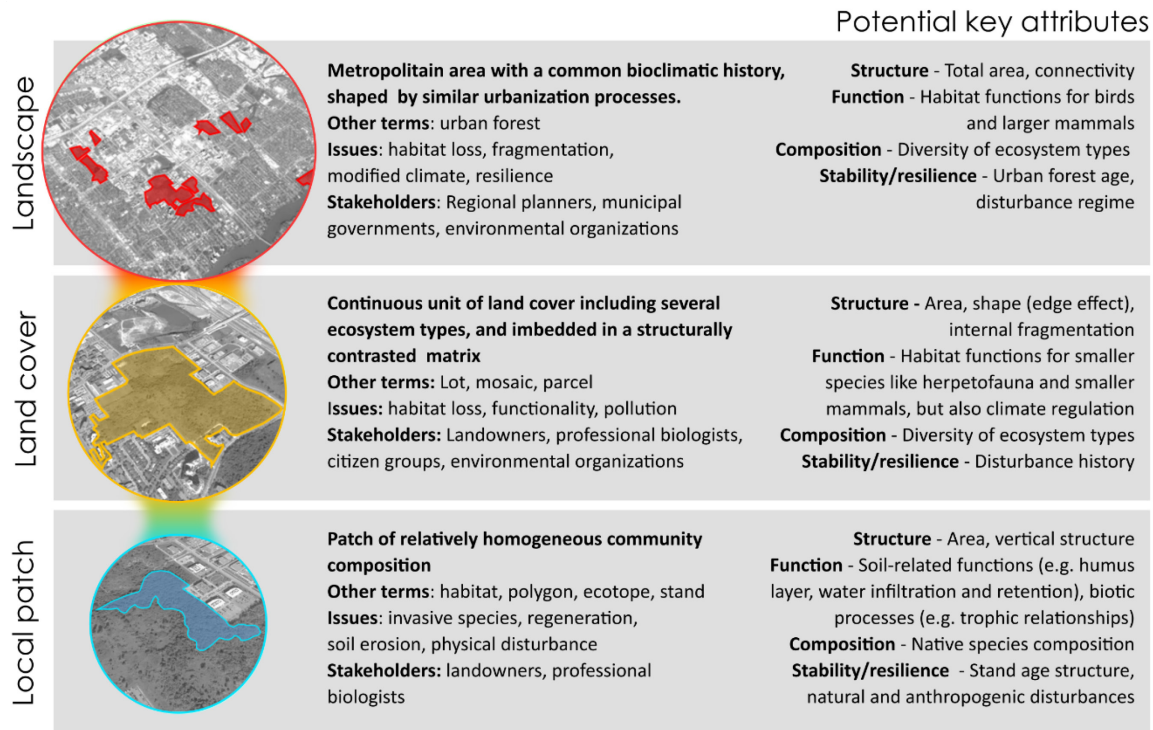 Potential key attributes
Landscape
Metropolitain area with a common bioclimatic history,
shaped by similar urbanization processes.
Other terms: urban forest
Issues: habitat loss, fragmentation,
modified climate, resilience
Stakeholders: Regional planners, municipal
governments, environmental organizations
Structure - Total area, connectivity
Function - Habitat functions for birds
and larger mammals
Composition - Diversity of ecosystem types
Stability/resilience - Urban forest age,
disturbance regime
Land cover
Continuous unit of land cover including several
ecosystem types, and imbedded in a structurally
contrasted matrix
Other terms: Lot, mosaic, parcel
Issues: habitat loss, functionality, pollution
Stakeholders: Landowners, professional biologists,
citizen groups, environmental organizations
Structure - Area, shape (edge effect),
internal fragmentation
Function - Habitat functions for smaller
species like herpetofauna and smaller
mammals, but also climate regulation
Composition - Diversity of ecosystem types
Stability/resilience - Disturbance history
Local patch
Patch of relatively homogeneous community
composition
Other terms: habitat, polygon, ecotope, stand
Issues: invasive species, regeneration,
soil erosion, physical disturbance
Stakeholders: landowners, professional
biologists
Structure - Area, vertical structure
Function - Soil-related functions (e.g. humus
layer, water infiltration and retention), biotic
processes (e.g. trophic relationships)
Composition - Native species composition
Stability/resilience - Stand age structure,
natural and anthropogenic disturbances